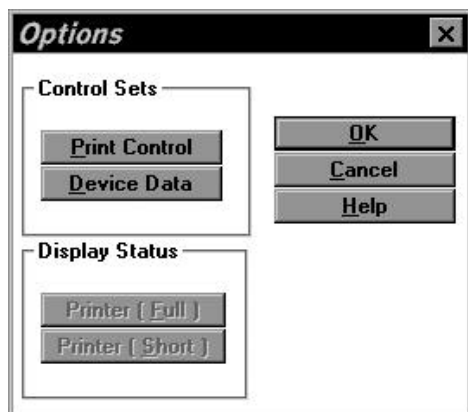 Options
Control Sets
Print Control
Device Data
OK
Cancel
Help
Display Status
Printer ( Full )
Printer ( Short )